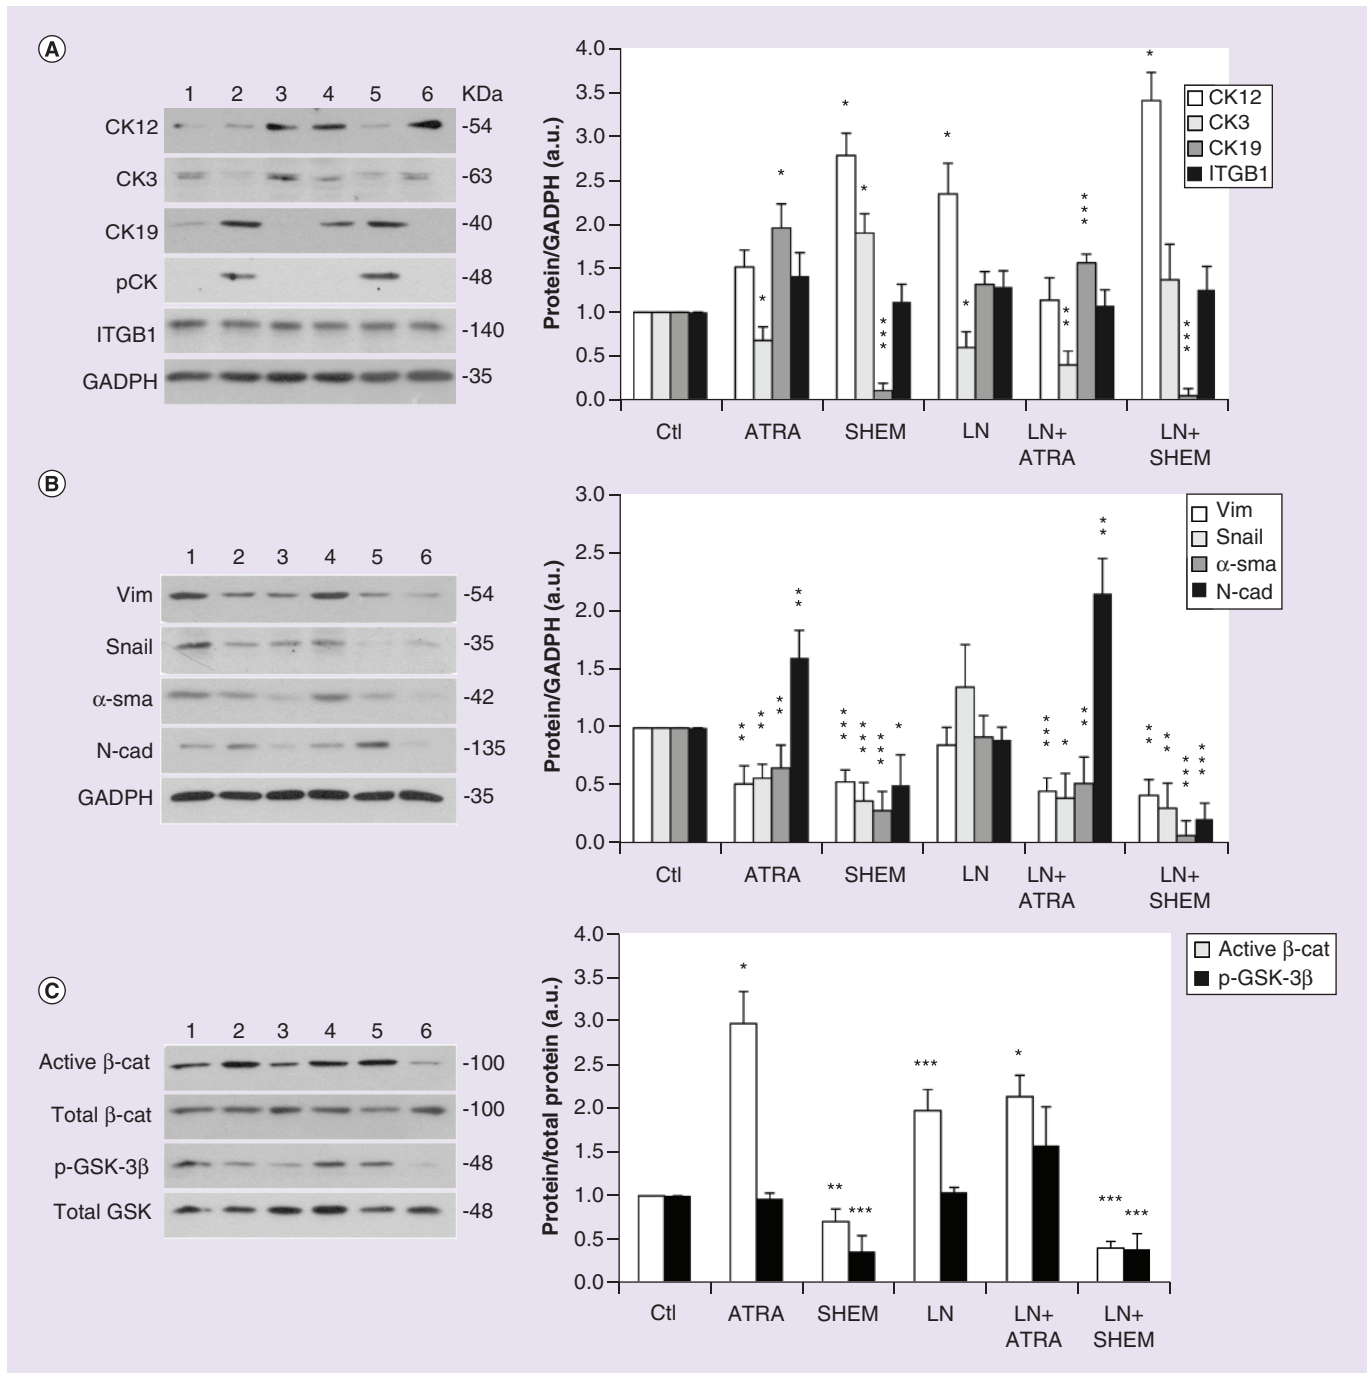 A
1 2 3 4 5 6 KDa
CK12 -54
CK3 -63
CK19 -40
pCK -48
ITGB1 -140
GADPH -35
Protein/GADPH (a.u.)
4.0
3.5
3.0
2.5
2.0
1.5
1.0
0.5
0.0
* * * * * *** * * ** *** * ***
CK12
CK3
CK19
ITGB1
Ctl ATRA SHEM LN LN+ LN+
ATRA SHEM
B
1 2 3 4 5 6
Vim -54
Snail -35
α-sma -42
N-cad -135
GADPH -35
Protein/GADPH (a.u.)
3.0
2.5
2.0
1.5
1.0
0.5
0.0
** ** ** ** *** *** *** * *** * ** ** ** ** *** ***
Vim
Snail
α-sma
N-cad
Ctl ATRA SHEM LN LN+ LN+
ATRA SHEM
C
1 2 3 4 5 6
Active β-cat -100
Total β-cat -100
p-GSK-3β -48
Total GSK -48
Protein/total protein (a.u.)
4.0
3.5
3.0
2.5
2.0
1.5
1.0
0.5
0.0
* ** *** *** * *** ***
Active β-cat
p-GSK-3β
Ctl ATRA SHEM LN LN+ LN+
ATRA SHEM